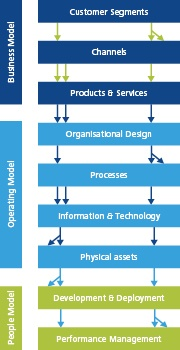 Business Model
Customer Segments
Channels
Products & Services
Operating Model
Organisational Design
Processes
Information & Technology
Physical assets
People Model
Development & Deployment
Performance Management